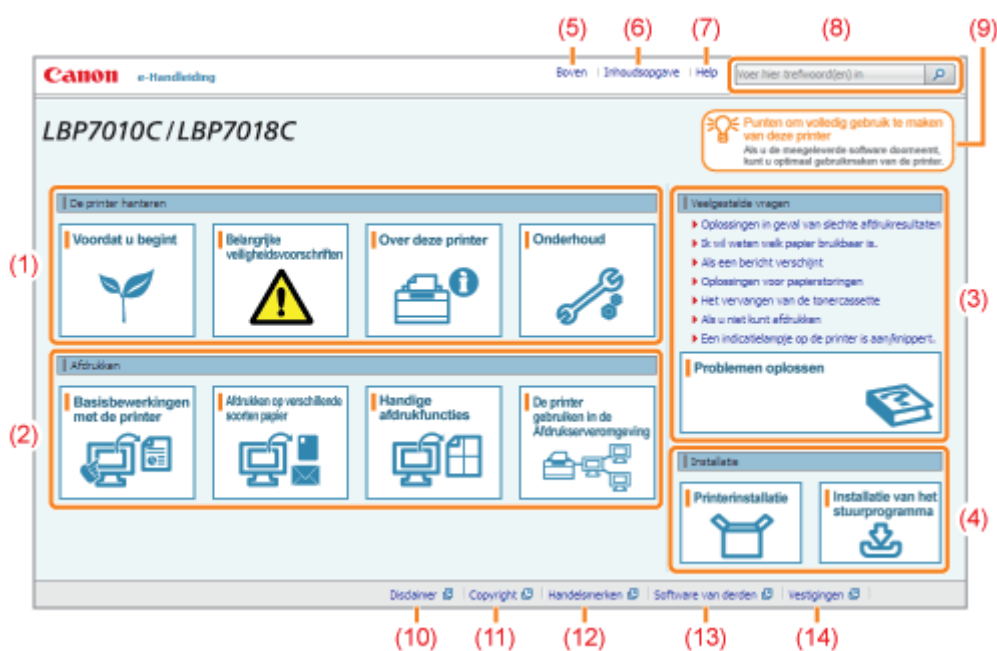 (5) (6) (7) (8) (9)
Canon e-Handleiding
Boven Inhoudsopgave Help Voer hier trefwoord(en) in
LBP7010C / LBP7018C
Punten om volledig gebruik te maken
van deze printer
Als u de meegeleverde software doorneemt,
kunt u optimaal gebruikmaken van de printer.
(1)
De printer hanteren
Voordat u begint
Belangrijke
veiligheidsvoorschriften
Over deze printer
Onderhoud
(2)
Afdrukken
Basisbewerkingen
met de printer
Afdrukken op verschillende
soorten papier
Handige
afdrukfuncties
De printer
gebruiken in de
Afdrukserveromgeving
(3)
Veelgestelde vragen
Oplossingen in geval van slechte afdrukresultaten
Ik wil weten welk papier bruikbaar is.
Als een bericht verschijnt
Oplossingen voor papierstoringen
Het vervangen van de tonercassette
Als u niet kunt afdrukken
Een indicatielampje op de printer is aan/knippert.
Problemen oplossen
(4)
Installatie
Printerinstallatie
Installatie van het
stuurprogramma
Disclaimer Copyright Handelsmerken Software van derden Vestigingen
(10) (11) (12) (13) (14)